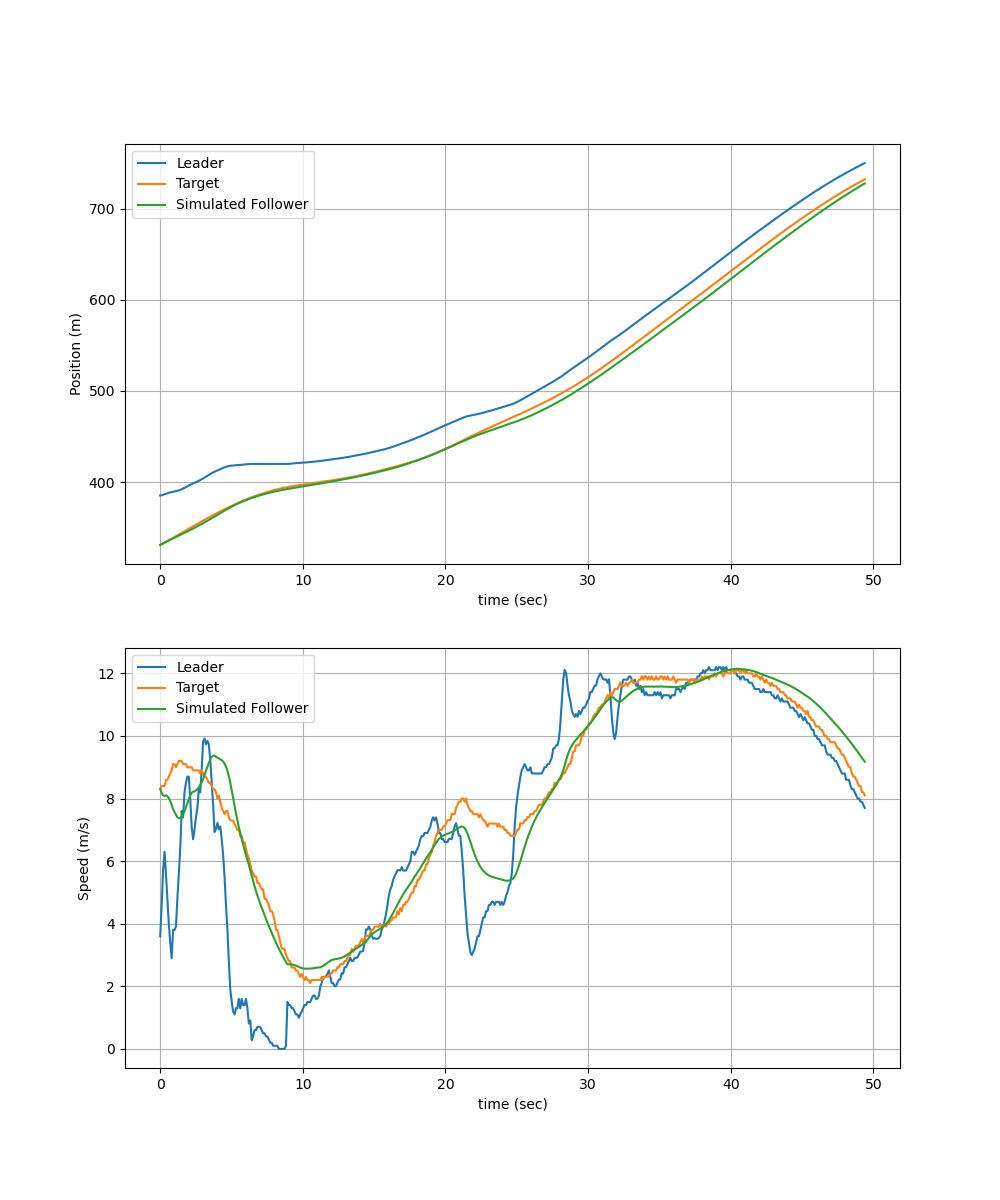 Leader
Target
Simulated Follower
700
600
500
400
Position (m)
0 10 20 30 40 50
time (sec)
Leader
Target
Simulated Follower
12
10
8
6
4
2
0
Speed (m/s)
0 10 20 30 40 50
time (sec)